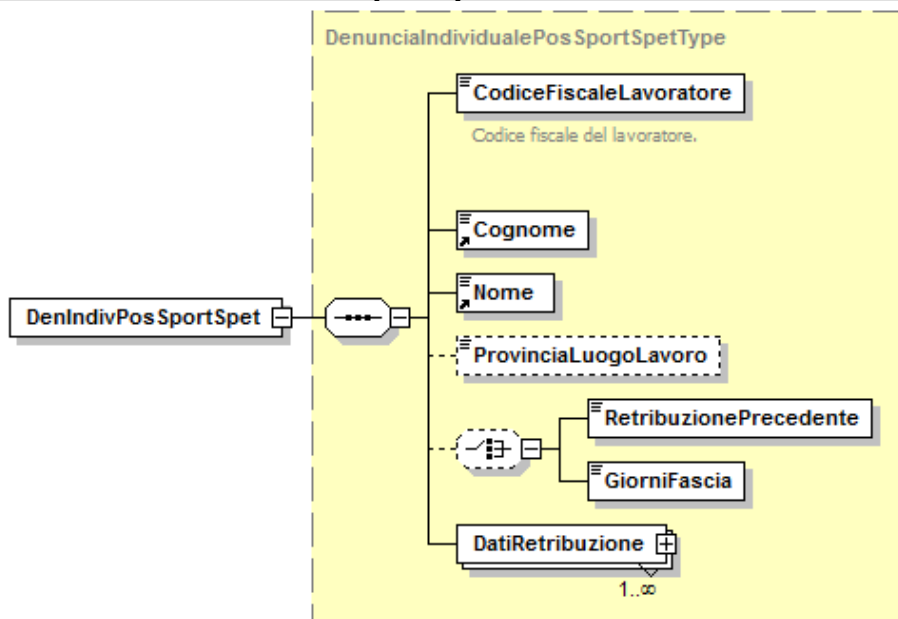 DenunciaIndividualePosSportSpetType
CodiceFiscaleLavoratore
Codice fiscale del lavoratore.
Cognome
Nome
DenIndivPosSportSpet
ProvinciaLuogoLavoro
RetribuzionePrecedente
GiorniFascia
DatiRetribuzione
1..∞